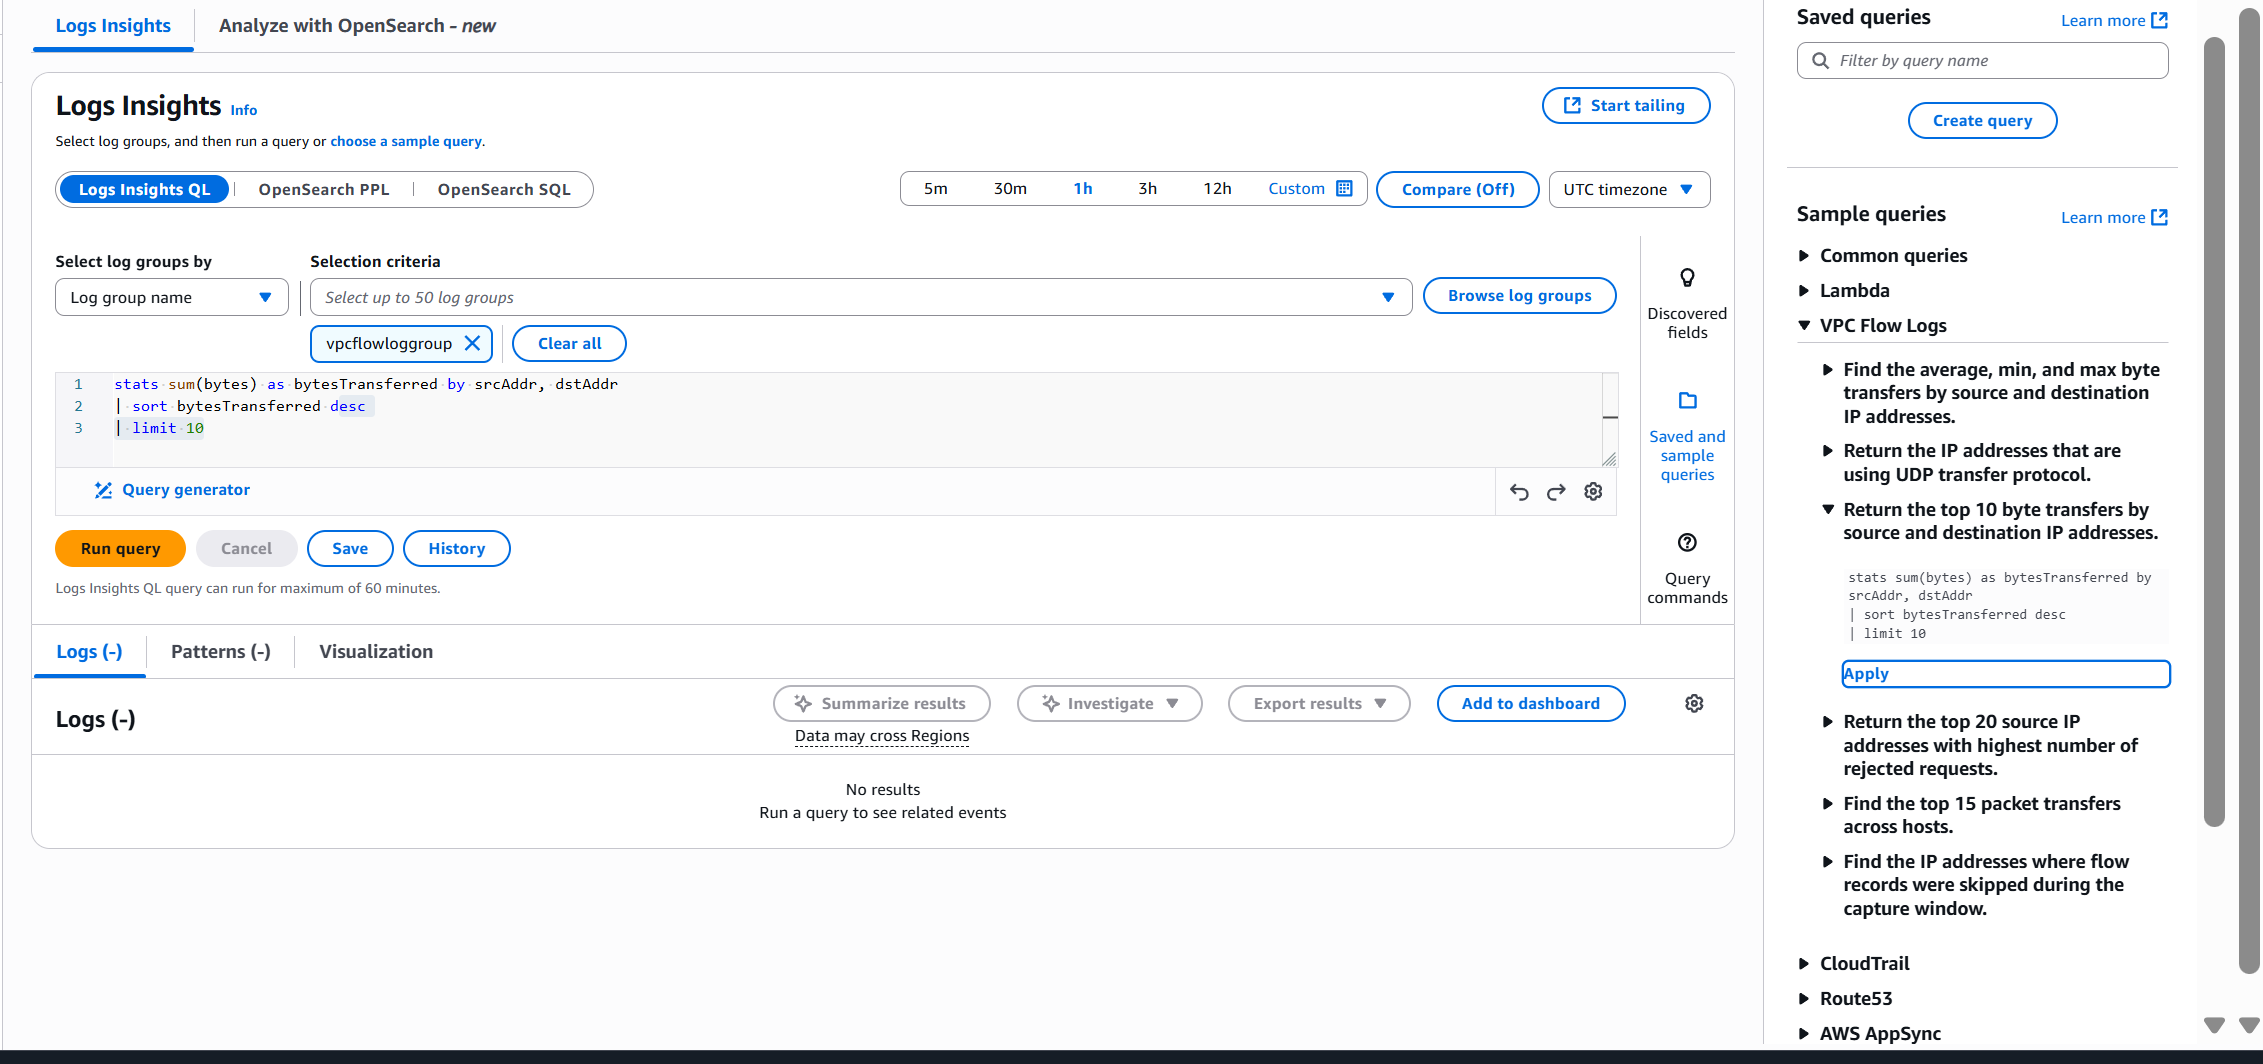 Logs Insights
Analyze with OpenSearch - new
Logs Insights Info
Start tailing
Select log groups, and then run a query or choose a sample query.
Logs Insights QL
OpenSearch PPL
OpenSearch SQL
5m
30m
1h
3h
12h
Custom
Compare (Off)
UTC timezone
Select log groups by
Selection criteria
Log group name
Select up to 50 log groups
Browse log groups
vpcflowloggroup
Clear all
1 stats sum(bytes) as bytesTransferred by srcAddr, dstAddr
2 | sort bytesTransferred desc
3 | limit 10
Query generator
Run query
Cancel
Save
History
Logs Insights QL query can run for maximum of 60 minutes.
Discovered
fields
Saved and
sample
queries
Query
commands
Logs (-)
Patterns (-)
Visualization
Logs (-)
Summarize results
Investigate
Export results
Add to dashboard
Data may cross Regions
No results
Run a query to see related events
Saved queries
Learn more
Filter by query name
Create query
Sample queries
Learn more
Common queries
Lambda
VPC Flow Logs
Find the average, min, and max byte
transfers by source and destination
IP addresses.
Return the IP addresses that are
using UDP transfer protocol.
Return the top 10 byte transfers by
source and destination IP addresses.
stats sum(bytes) as bytesTransferred by
srcAddr, dstAddr
| sort bytesTransferred desc
| limit 10
Apply
Return the top 20 source IP
addresses with highest number of
rejected requests.
Find the top 15 packet transfers
across hosts.
Find the IP addresses where flow
records were skipped during the
capture window.
CloudTrail
Route53
AWS AppSync